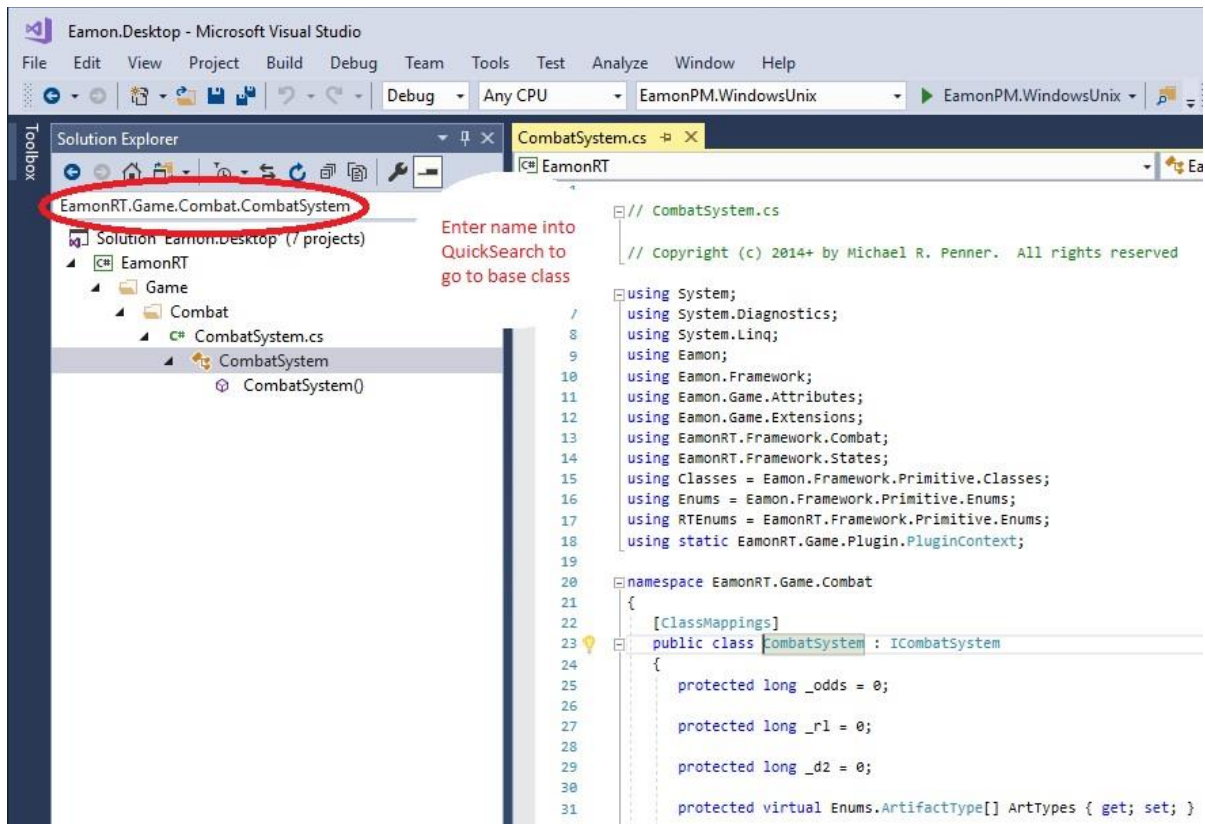 Eamon.Desktop - Microsoft Visual Studio
File Edit View Project Build Debug Team Tools Test Analyze Window Help
Debug Any CPU EamonPM.WindowsUnix EamonPM.WindowsUnix
Toolbox
Solution Explorer
EamonRT.Game.Combat.CombatSystem
Solution 'Eamon.Desktop' (7 projects)
C# EamonRT
Game
Combat
C# CombatSystem.cs
CombatSystem
CombatSystem()
Enter name into
QuickSearch to
go to base class
CombatSystem.cs
C# EamonRT Ea
// CombatSystem.cs
// Copyright (c) 2014+ by Michael R. Penner. All rights reserved
using System;
7 using System.Diagnostics;
8 using System.Linq;
9 using Eamon;
10 using Eamon.Framework;
11 using Eamon.Game.Attributes;
12 using Eamon.Game.Extensions;
13 using EamonRT.Framework.Combat;
14 using EamonRT.Framework.States;
15 using Classes = Eamon.Framework.Primitive.Classes;
16 using Enums = Eamon.Framework.Primitive.Enums;
17 using RTEnums = EamonRT.Framework.Primitive.Enums;
18 using static EamonRT.Game.Plugin.PluginContext;
19
20 namespace EamonRT.Game.Combat
21 {
22 [ClassMappings]
23 public class CombatSystem : ICombatSystem
24 {
25 protected long _odds = 0;
26
27 protected long _rl = 0;
28
29 protected long _d2 = 0;
30
31 protected virtual Enums.ArtifactType[] ArtTypes { get; set; }